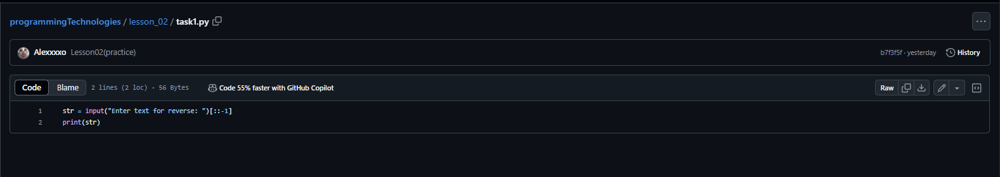 programmingTechnologies / lesson_02 / task1.py
Alexxxxo Lesson02(practice) b7f3f5f · yesterday History
Code Blame 2 lines (2 loc) · 56 Bytes Code 55% faster with GitHub Copilot Raw
1 str = input("Enter text for reverse: ")[::-1]
2 print(str)